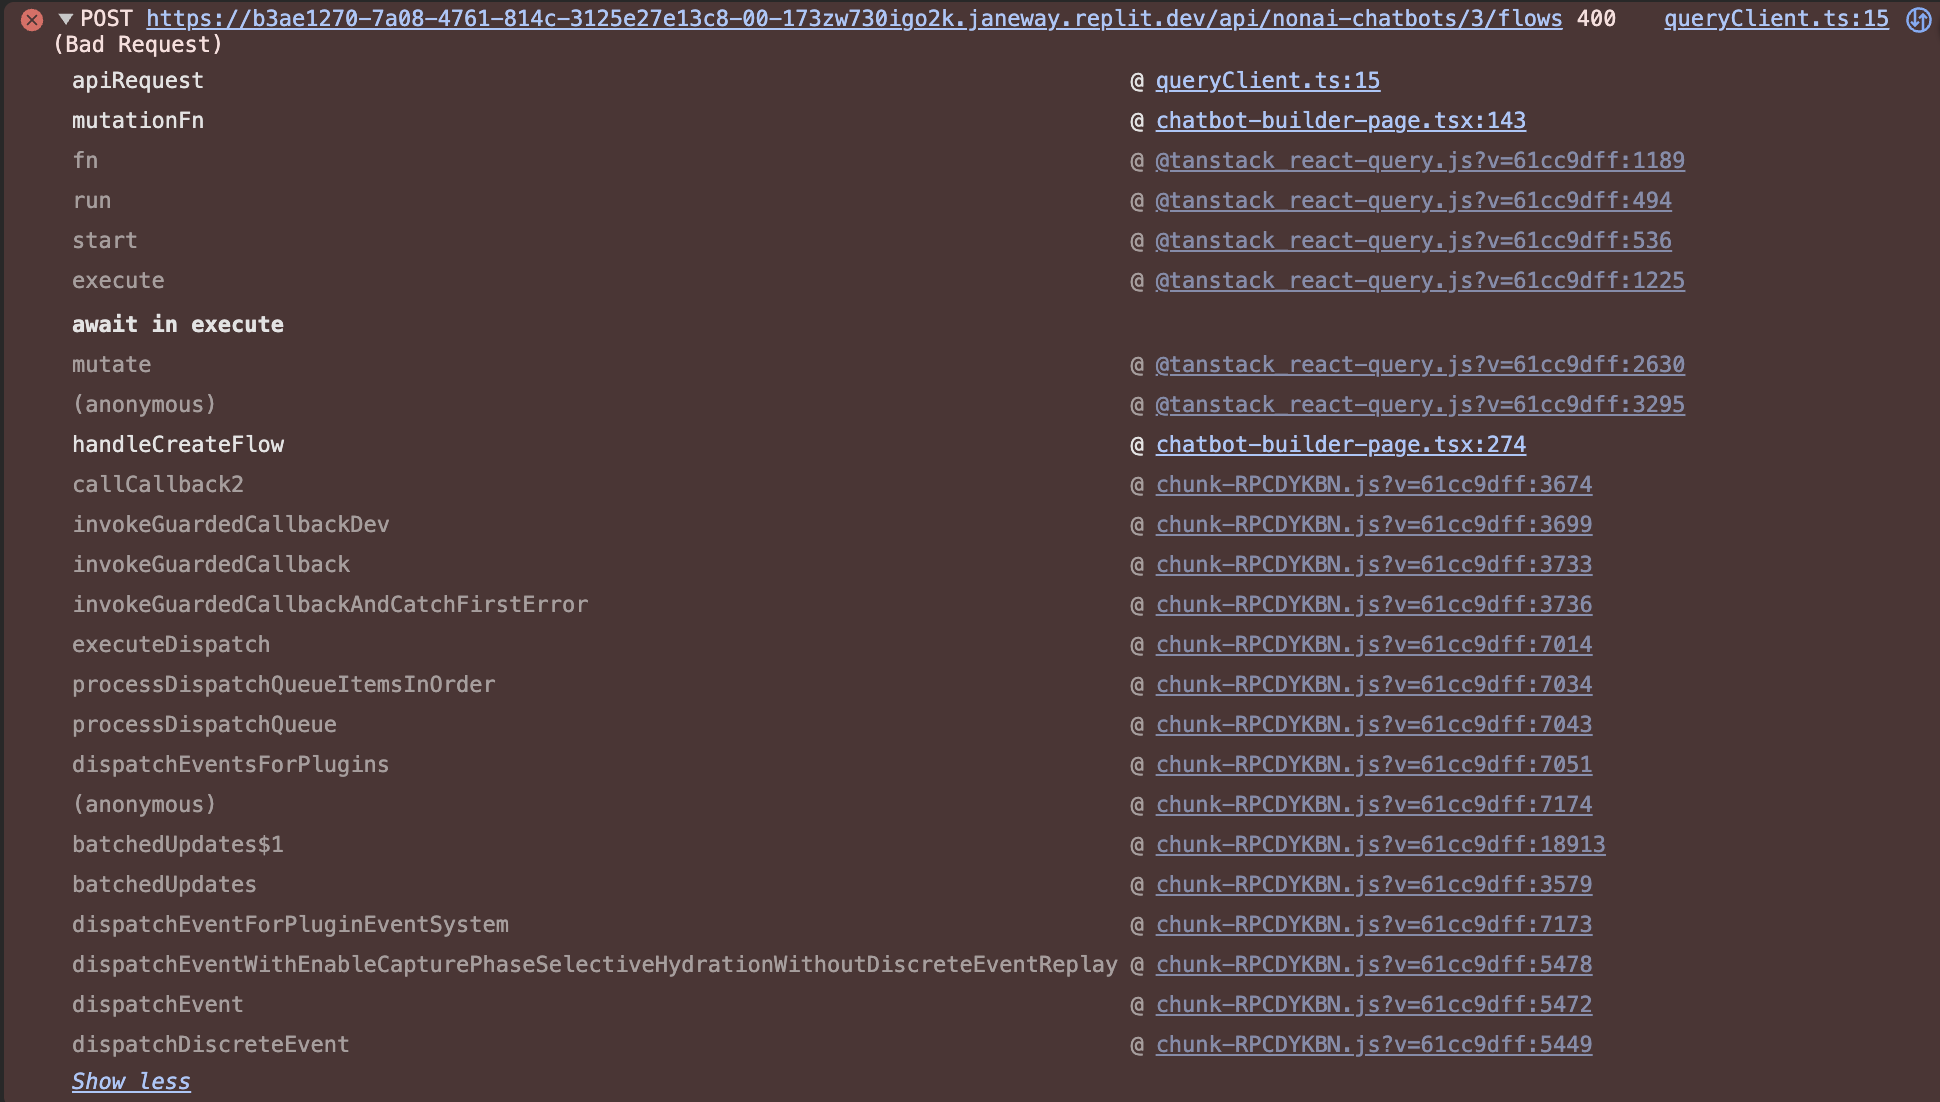 ▼POST https://b3ae1270-7a08-4761-814c-3125e27e13c8-00-173zw730igo2k.janeway.replit.dev/api/nonai-chatbots/3/flows 400 queryClient.ts:15
(Bad Request)
apiRequest @ queryClient.ts:15
mutationFn @ chatbot-builder-page.tsx:143
fn @ @tanstack_react-query.js?v=61cc9dff:1189
run @ @tanstack_react-query.js?v=61cc9dff:494
start @ @tanstack_react-query.js?v=61cc9dff:536
execute @ @tanstack_react-query.js?v=61cc9dff:1225
await in execute
mutate @ @tanstack_react-query.js?v=61cc9dff:2630
(anonymous) @ @tanstack_react-query.js?v=61cc9dff:3295
handleCreateFlow @ chatbot-builder-page.tsx:274
callCallback2 @ chunk-RPCDYKBN.js?v=61cc9dff:3674
invokeGuardedCallbackDev @ chunk-RPCDYKBN.js?v=61cc9dff:3699
invokeGuardedCallback @ chunk-RPCDYKBN.js?v=61cc9dff:3733
invokeGuardedCallbackAndCatchFirstError @ chunk-RPCDYKBN.js?v=61cc9dff:3736
executeDispatch @ chunk-RPCDYKBN.js?v=61cc9dff:7014
processDispatchQueueItemsInOrder @ chunk-RPCDYKBN.js?v=61cc9dff:7034
processDispatchQueue @ chunk-RPCDYKBN.js?v=61cc9dff:7043
dispatchEventsForPlugins @ chunk-RPCDYKBN.js?v=61cc9dff:7051
(anonymous) @ chunk-RPCDYKBN.js?v=61cc9dff:7174
batchedUpdates$1 @ chunk-RPCDYKBN.js?v=61cc9dff:18913
batchedUpdates @ chunk-RPCDYKBN.js?v=61cc9dff:3579
dispatchEventForPluginEventSystem @ chunk-RPCDYKBN.js?v=61cc9dff:7173
dispatchEventWithEnableCapturePhaseSelectiveHydrationWithoutDiscreteEventReplay @ chunk-RPCDYKBN.js?v=61cc9dff:5478
dispatchEvent @ chunk-RPCDYKBN.js?v=61cc9dff:5472
dispatchDiscreteEvent @ chunk-RPCDYKBN.js?v=61cc9dff:5449
Show less